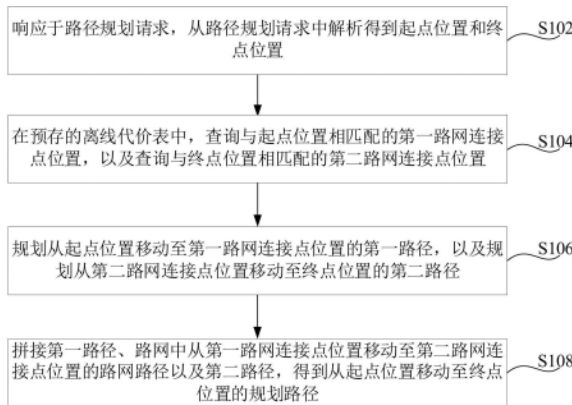 响应于路径规划请求，从路径规划请求中解析得到起点位置和终
点位置
S102
在预存的离线代价表中，查询与起点位置相匹配的第一路网连接
点位置，以及查询与终点位置相匹配的第二路网连接点位置
S104
规划从起点位置移动至第一路网连接点位置的第一路径，以及规
划从第二路网连接点位置移动至终点位置的第二路径
S106
拼接第一路径、路网中从第一路网连接点位置移动至第二路网连
接点位置的路网路径以及第二路径，得到从起点位置移动至终点
位置的规划路径
S108